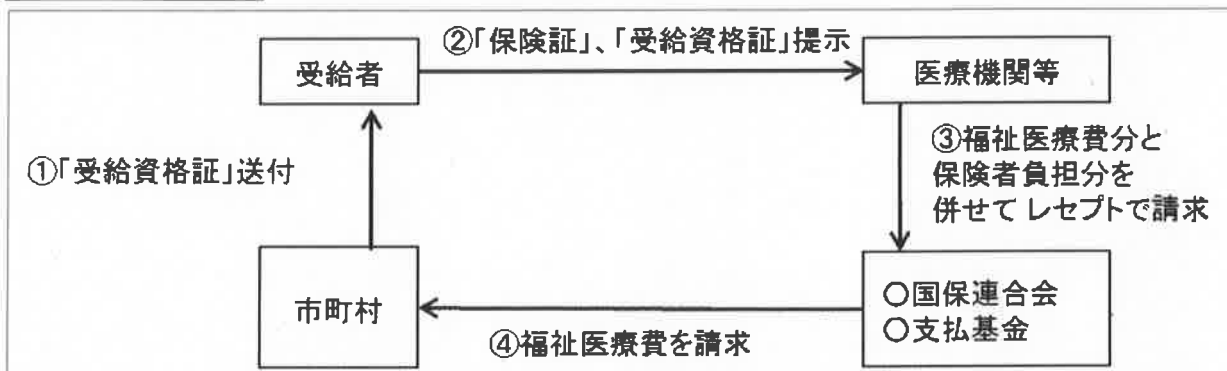 ②「保険証」、「受給資格証」提示
受給者
医療機関等
①「受給資格証」送付
③福祉医療費分と
保険者負担分を
併せて レセプトで請求
市町村
○国保連合会
○支払基金
④福祉医療費を請求